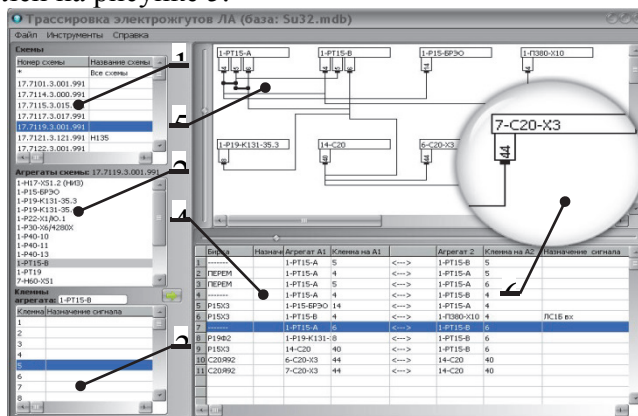 Трассировка электрожгутов ЛА (база: Su32.mdb)
Файл Инструменты Справка
Схемы
Номер схемы Название схемы
* Все схемы
17.7101.3.001.991
17.7114.3.000.991
17.7115.3.015.
17.7117.3.017.991
17.7119.3.001.991
17.7121.3.121.991 Н135
17.7122.3.001.991
Агрегаты схемы: 17.7119.3.001.991
1-Н17-XS1.2 (НИЗ)
1-Р15-БРЭО
1-Р19-К131-35.3
1-Р19-К131-35.
1-Р22-Х1/Ю.1
1-Р30-Х6/4280Х
1-Р40-10
1-Р40-11
1-Р40-13
1-РТ15-В
1-РТ19
7-Н60-XS1
Клеммы
агрегата: 1-РТ15-В
Клемма Назначение сигнала
1
2
3
4
5
6
7
8
1-РТ15-А 1-РТ15-В 1-Р15-БРЭО 1-П380-Х10
1-Р19-К131-35.3 14-С20 6-С20-Х3
7-С20-Х3
44
Бирка Назначе Агрегат А1 Клемма на А1 Агрегат 2 Клемма на А2 Назначение сигнала
1 ------- 1-РТ15-А 5 <---> 1-РТ15-В 5
2 ПЕРЕМ 1-РТ15-А 4 <---> 1-РТ15-А 5
3 ПЕРЕМ 1-РТ15-А 5 <---> 1-РТ15-А 6
4 ------- 1-РТ15-А 4 <---> 1-РТ15-В 4
5 Р15Х3 1-Р15-БРЭО 14 <---> 1-РТ15-А 4
6 Р15Х3 1-РТ15-В 4 <---> 1-П380-Х10 4 ЛС1Б вх
7 ------- 1-РТ15-А 6 <---> 1-РТ15-В 6
8 Р19Ф2 1-Р19-К131- 8 <---> 1-РТ15-А 6
9 Р15Х3 14-С20 40 <---> 1-РТ15-В 6
10 С20Я92 6-С20-Х3 44 <---> 14-С20 40
11 С20Я92 7-С20-Х3 44 <---> 14-С20 40
1
2
3
4
5